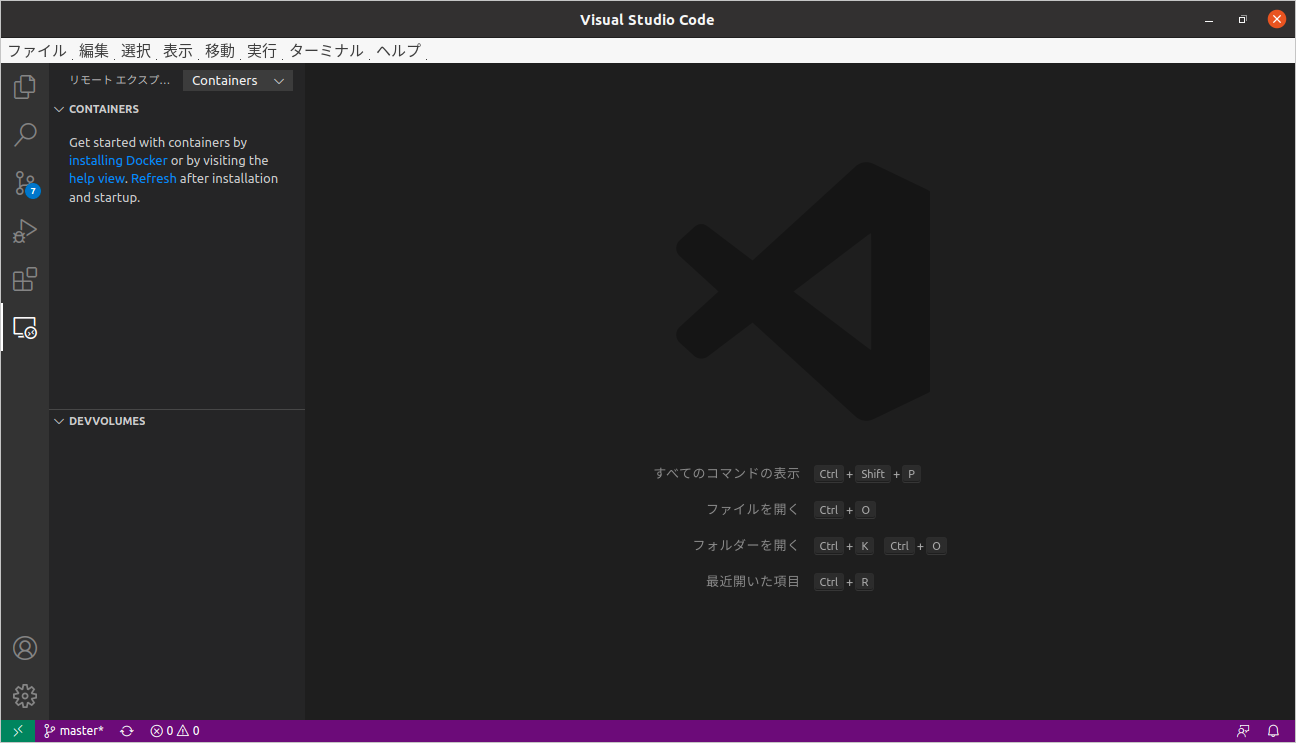 Visual Studio Code
ファイル 編集 選択 表示 移動 実行 ターミナル ヘルプ
リモート エクスプ... Containers
CONTAINERS
Get started with containers by
installing Docker or by visiting the
help view. Refresh after installation
and startup.
7
DEVVOLUMES
すべてのコマンドの表示 Ctrl + Shift + P
ファイルを開く Ctrl + O
フォルダーを開く Ctrl + K Ctrl + O
最近開いた項目 Ctrl + R
master* 0 0